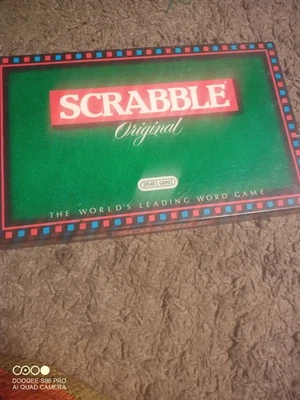 SCRABBLE
Original
SPEAR'S GAMES
THE WORLD'S LEADING WORD GAME
DOOGEE S96 PRO
AI QUAD CAMERA